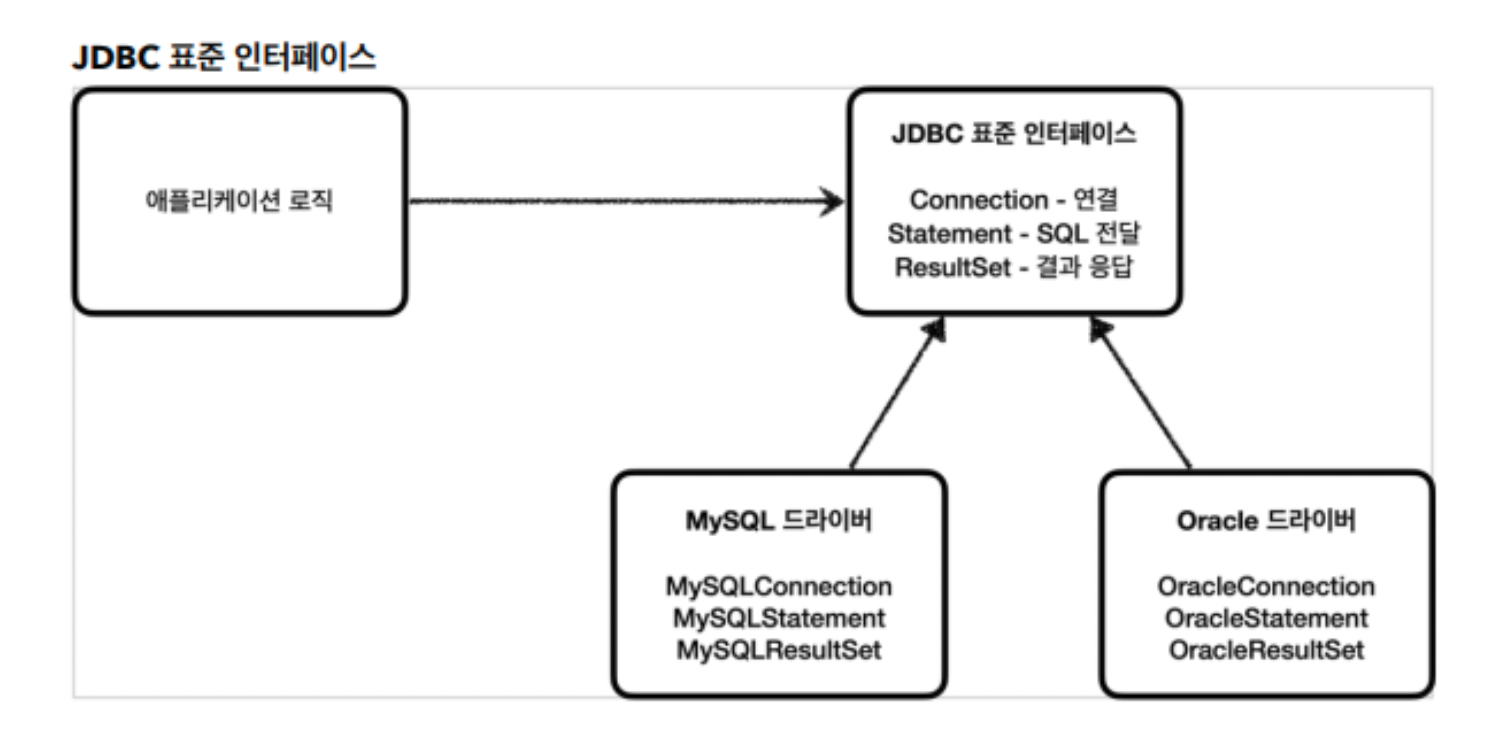 JDBC 표준 인터페이스
애플리케이션 로직
JDBC 표준 인터페이스
Connection - 연결
Statement - SQL 전달
ResultSet - 결과 응답
MySQL 드라이버
MySQLConnection
MySQLStatement
MySQLResultSet
Oracle 드라이버
OracleConnection
OracleStatement
OracleResultSet